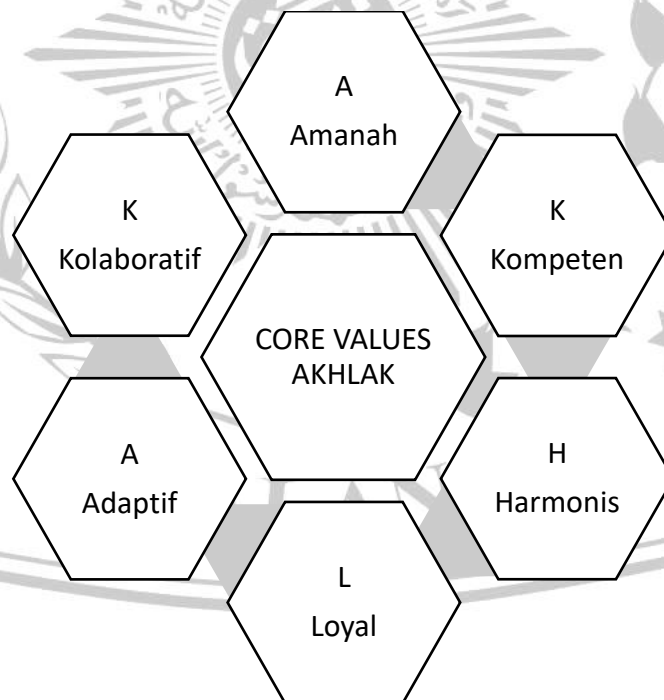 A
Amanah
K
Kompeten
H
Harmonis
L
Loyal
A
Adaptif
K
Kolaboratif
CORE VALUES
AKHLAK